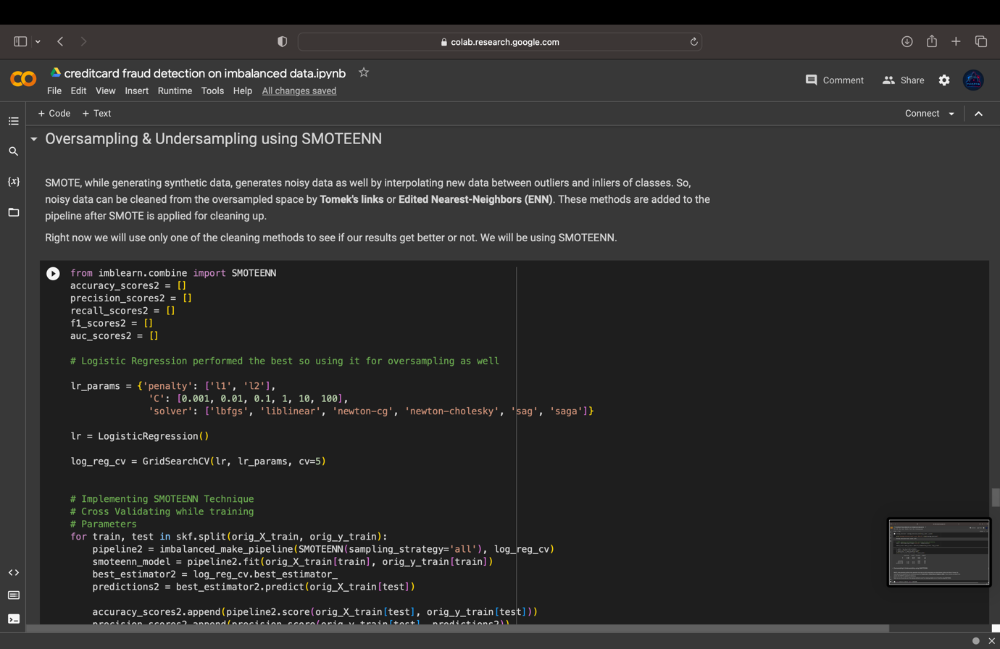 colab.research.google.com
creditcard fraud detection on imbalanced data.ipynb
Comment
Share
File Edit View Insert Runtime Tools Help All changes saved
+ Code + Text
Connect
Oversampling & Undersampling using SMOTEENN
{x}
SMOTE, while generating synthetic data, generates noisy data as well by interpolating new data between outliers and inliers of classes. So,
noisy data can be cleaned from the oversampled space by Tomek's links or Edited Nearest-Neighbors (ENN). These methods are added to the
pipeline after SMOTE is applied for cleaning up.
Right now we will use only one of the cleaning methods to see if our results get better or not. We will be using SMOTEENN.
from imblearn.combine import SMOTEENN
accuracy_scores2 = []
precision_scores2 = []
recall_scores2 = []
f1_scores2 = []
auc_scores2 = []
# Logistic Regression performed the best so using it for oversampling as well
lr_params = {'penalty': ['l1', 'l2'],
'C': [0.001, 0.01, 0.1, 1, 10, 100],
'solver': ['lbfgs', 'liblinear', 'newton-cg', 'newton-cholesky', 'sag', 'saga']}
lr = LogisticRegression()
log_reg_cv = GridSearchCV(lr, lr_params, cv=5)
# Implementing SMOTEENN Technique
# Cross Validating while training
# Parameters
for train, test in skf.split(orig_X_train, orig_y_train):
pipeline2 = imbalanced_make_pipeline(SMOTEENN(sampling_strategy='all'), log_reg_cv)
smoteenn_model = pipeline2.fit(orig_X_train[train], orig_y_train[train])
best_estimator2 = log_reg_cv.best_estimator_
predictions2 = best_estimator2.predict(orig_X_train[test])
accuracy_scores2.append(pipeline2.score(orig_X_train[test], orig_y_train[test]))
precision_scores2.append(precision_score(orig_y_train[test], predictions2))